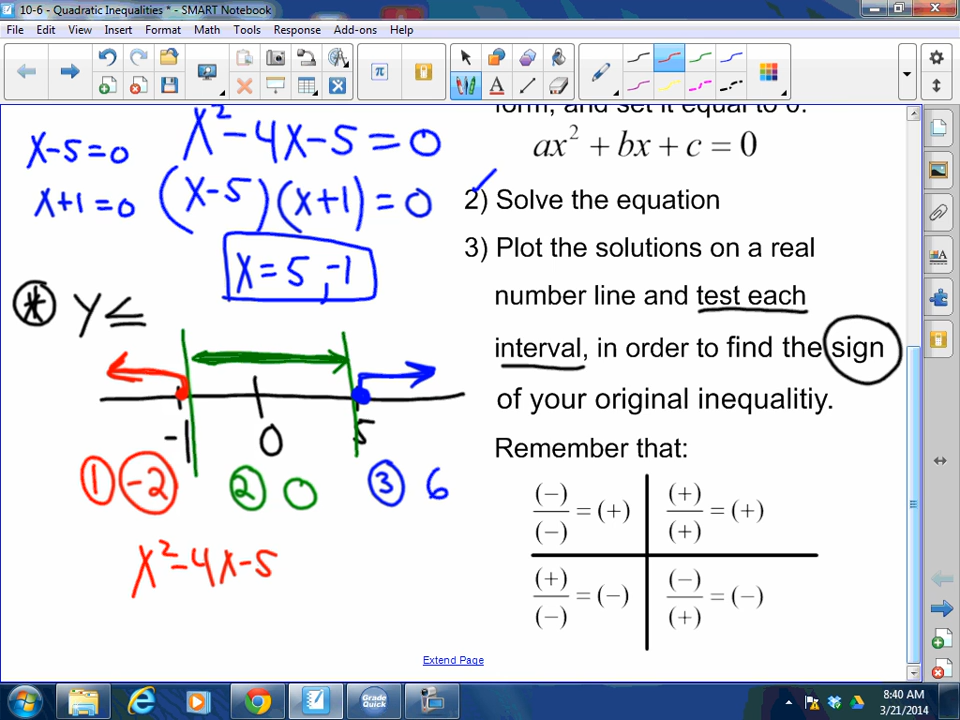 10-6 - Quadratic Inequalities * - SMART Notebook
File Edit View Insert Format Math Tools Response Add-ons Help
form, and set it equal to 0.
ax² + bx + c = 0
2) Solve the equation
3) Plot the solutions on a real
number line and test each
interval, in order to find the sign
of your original inequalitiy.
Remember that:
(−)/(−) = (+) (+)/(+) = (+)
(+)/(−) = (−) (−)/(+) = (−)
x-5=0 x²-4x-5=0
x+1=0 (x-5)(x+1)=0
x=5,-1
* y≤
-1 0 5
1 -2 2 0 3 6
x²-4x-5
Extend Page
Grade Quick
8:40 AM
3/21/2014